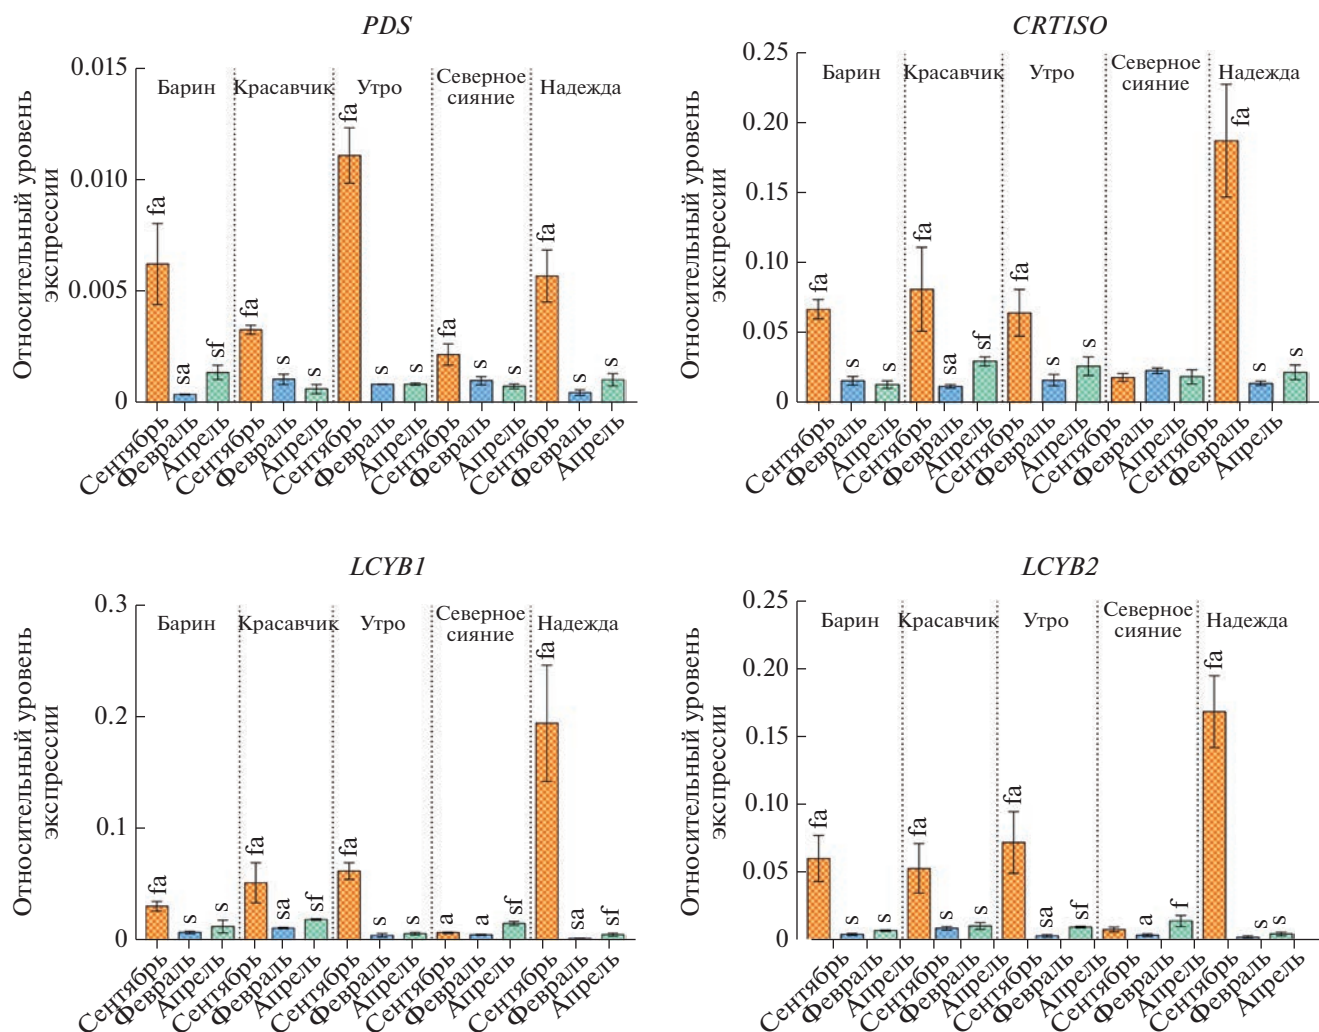 PDS
Относительный уровень
экспрессии
0.015
0.010
0.005
0
Барин
Красавчик
Утро
Северное
сияние
Надежда
fa
sa
sf
fa
s
s
fa
s
s
fa
s
s
fa
s
s
Сентябрь
Февраль
Апрель
Сентябрь
Февраль
Апрель
Сентябрь
Февраль
Апрель
Сентябрь
Февраль
Апрель
Сентябрь
Февраль
Апрель
CRTISO
Относительный уровень
экспрессии
0.25
0.20
0.15
0.10
0.05
0
Барин
Красавчик
Утро
Северное
сияние
Надежда
fa
s
s
fa
sa
sf
fa
s
s
fa
s
s
Сентябрь
Февраль
Апрель
Сентябрь
Февраль
Апрель
Сентябрь
Февраль
Апрель
Сентябрь
Февраль
Апрель
Сентябрь
Февраль
Апрель
LCYB1
Относительный уровень
экспрессии
0.3
0.2
0.1
0
Барин
Красавчик
Утро
Северное
сияние
Надежда
fa
s
s
fa
sa
sf
fa
s
s
a
a
sf
fa
sa
sf
Сентябрь
Февраль
Апрель
Сентябрь
Февраль
Апрель
Сентябрь
Февраль
Апрель
Сентябрь
Февраль
Апрель
Сентябрь
Февраль
Апрель
LCYB2
Относительный уровень
экспрессии
0.25
0.20
0.15
0.10
0.05
0
Барин
Красавчик
Утро
Северное
сияние
Надежда
fa
s
s
fa
s
s
fa
sa
sf
a
f
fa
s
s
Сентябрь
Февраль
Апрель
Сентябрь
Февраль
Апрель
Сентябрь
Февраль
Апрель
Сентябрь
Февраль
Апрель
Сентябрь
Февраль
Апрель